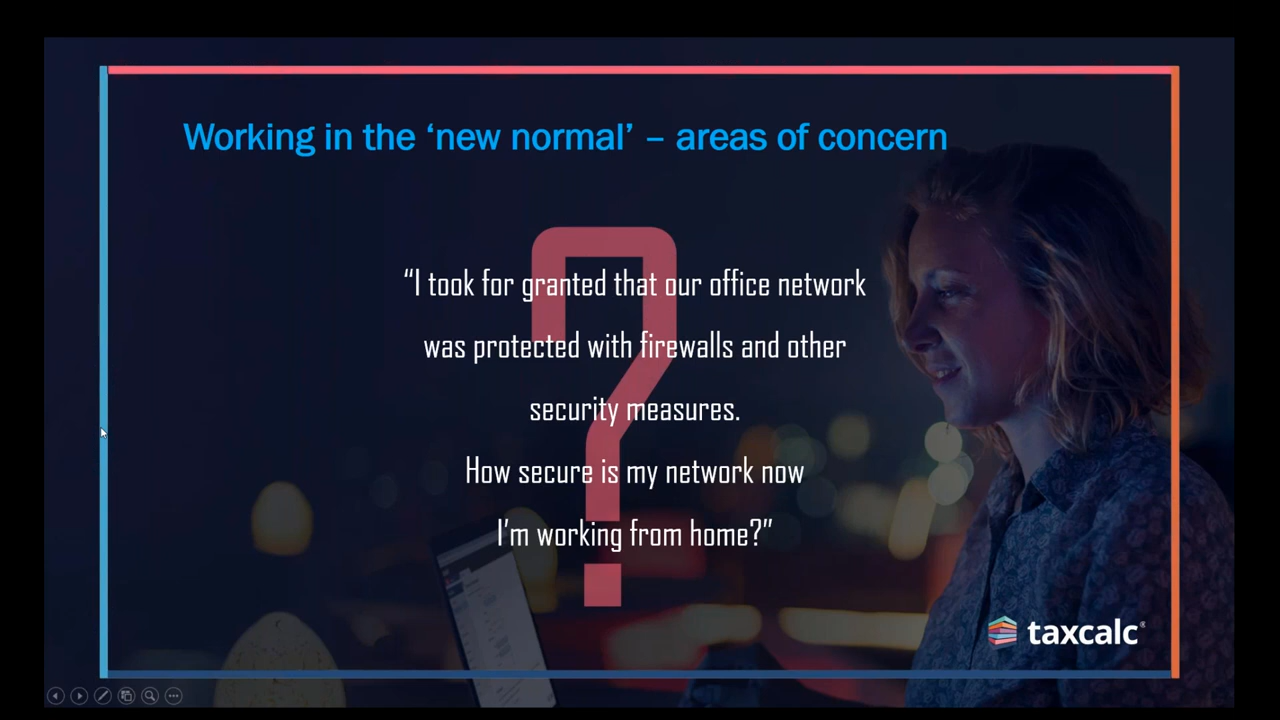 Working in the ‘new normal’ – areas of concern
“I took for granted that our office network
was protected with firewalls and other
security measures.
How secure is my network now
I’m working from home?”
taxcalc®